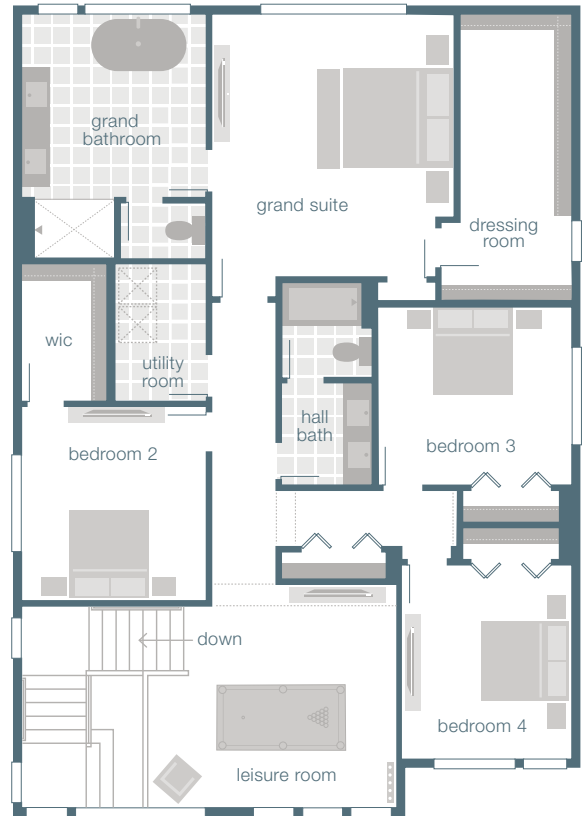 grand
bathroom
grand suite
dressing
room
wic
utility
room
hall
bath
bedroom 2
bedroom 3
down
bedroom 4
leisure room